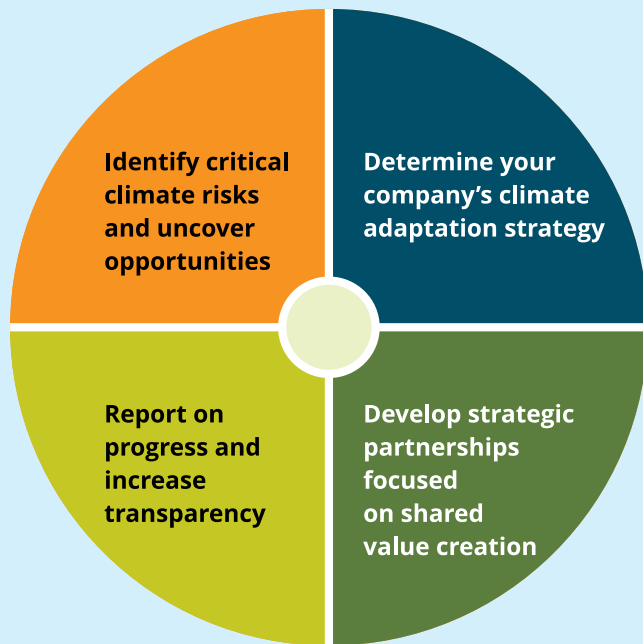 Identify critical
climate risks
and uncover
opportunities
Determine your
company’s climate
adaptation strategy
Report on
progress and
increase
transparency
Develop strategic
partnerships
focused
on shared
value creation